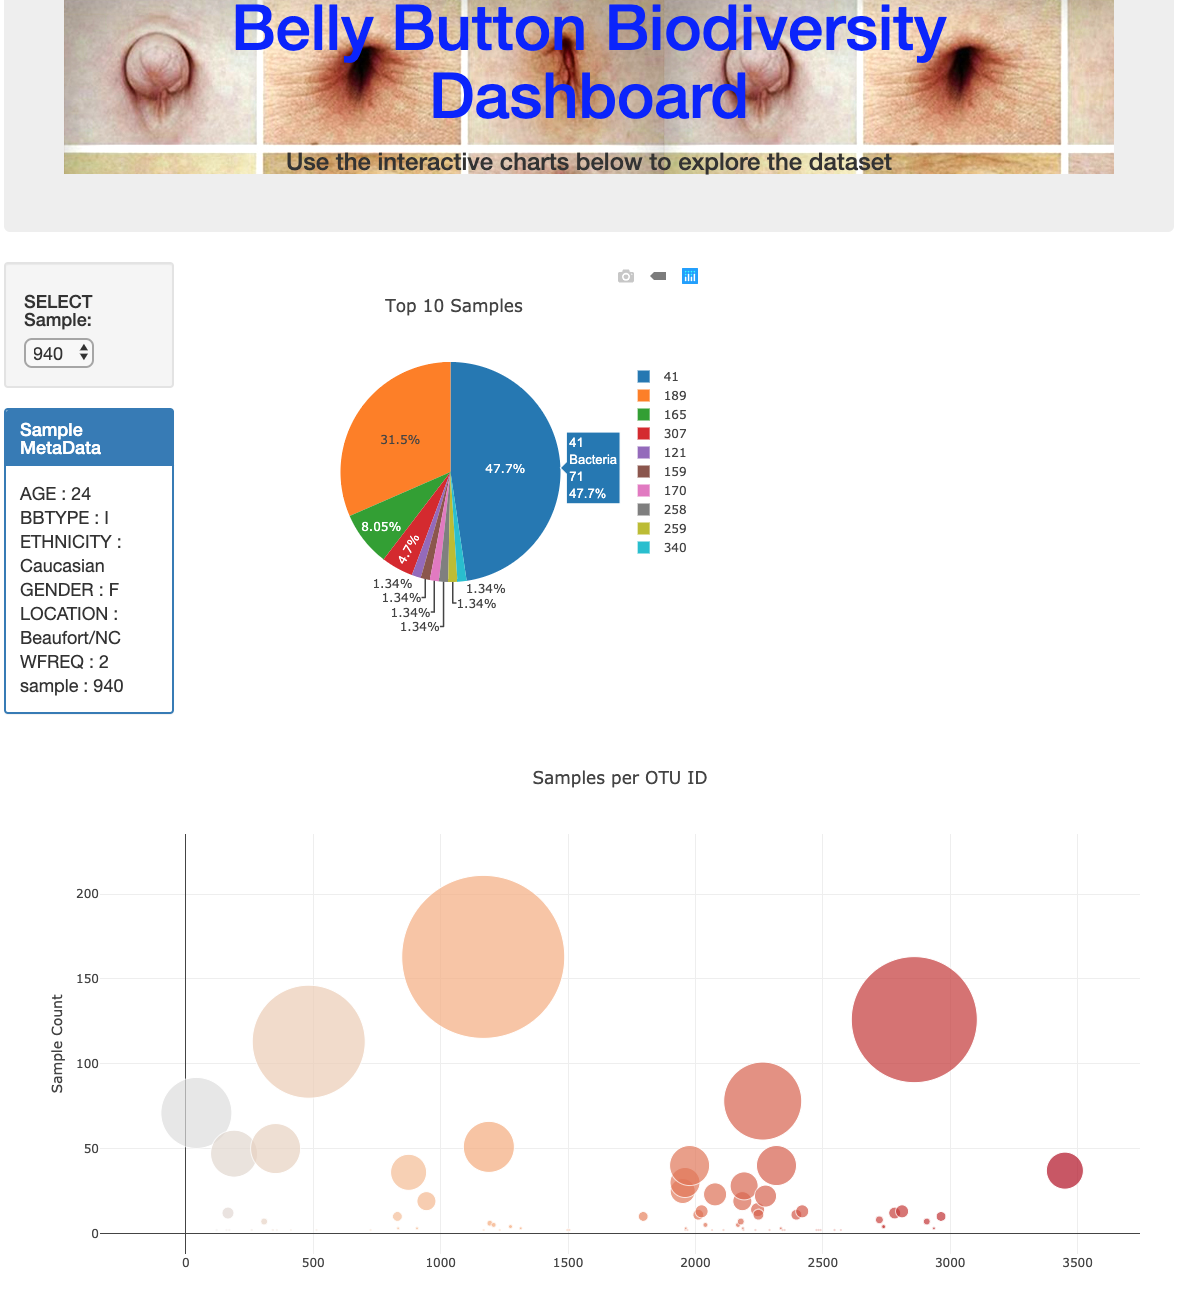 Belly Button Biodiversity
Dashboard
Use the interactive charts below to explore the dataset
SELECT
Sample:
940
Sample
MetaData
AGE : 24
BBTYPE : I
ETHNICITY :
Caucasian
GENDER : F
LOCATION :
Beaufort/NC
WFREQ : 2
sample : 940
Top 10 Samples
31.5%
47.7%
8.05%
4.7%
1.34%
1.34%
1.34%
1.34%
1.34%
1.34%
41
Bacteria
71
47.7%
41
189
165
307
121
159
170
258
259
340
Samples per OTU ID
Sample Count
200
150
100
50
0
0
500
1000
1500
2000
2500
3000
3500